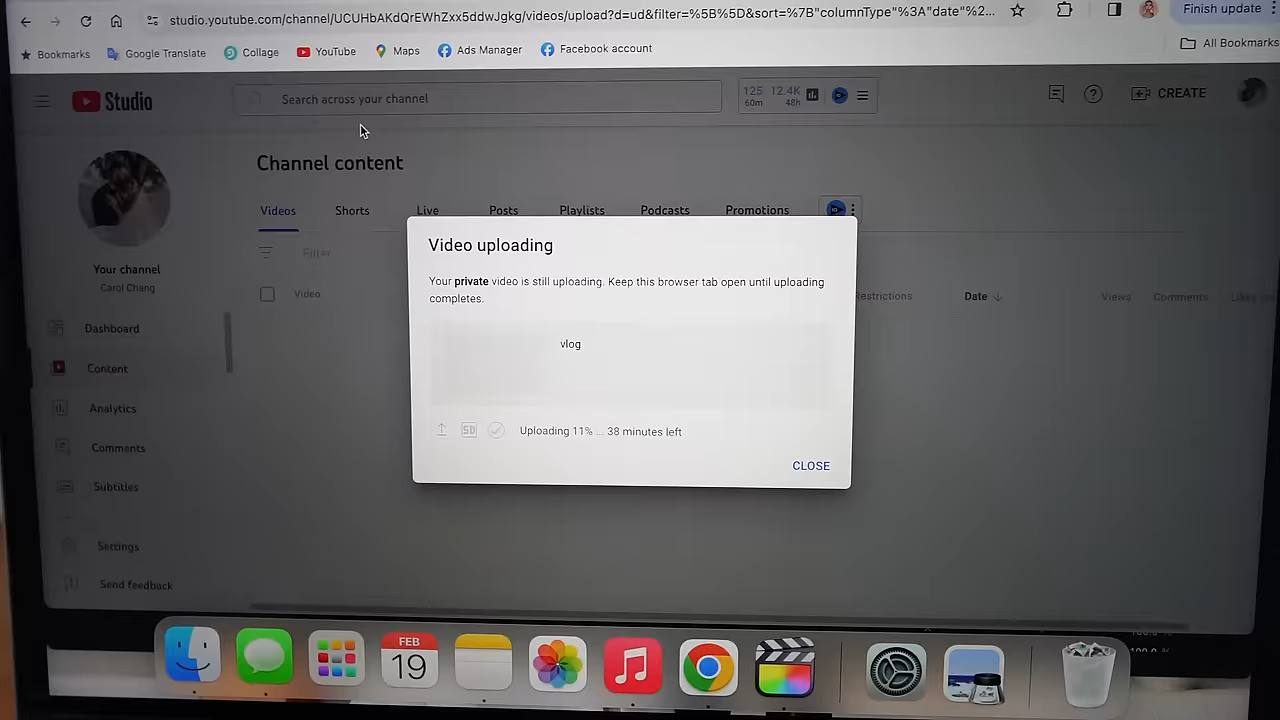 studio.youtube.com/channel/UCUHbAKdQrEWhZxx5ddwJgkg/videos/upload?d=ud&filter=%5B%5D&sort=%7B"columnType"%3A"date"%2...
Finish update
Bookmarks Google Translate Collage YouTube Maps Ads Manager Facebook account All Bookmarks
Studio
Search across your channel
125 12.4K
60m 48h
CREATE
Channel content
Videos Shorts Live Posts Playlists Podcasts Promotions
Filter
Video Restrictions Date Views Comments
Your channel
Carol Chang
Dashboard
Content
Analytics
Comments
Subtitles
Settings
Send feedback
Video uploading
Your private video is still uploading. Keep this browser tab open until uploading
completes.
vlog
SD Uploading 11% ... 38 minutes left
CLOSE
FEB
19